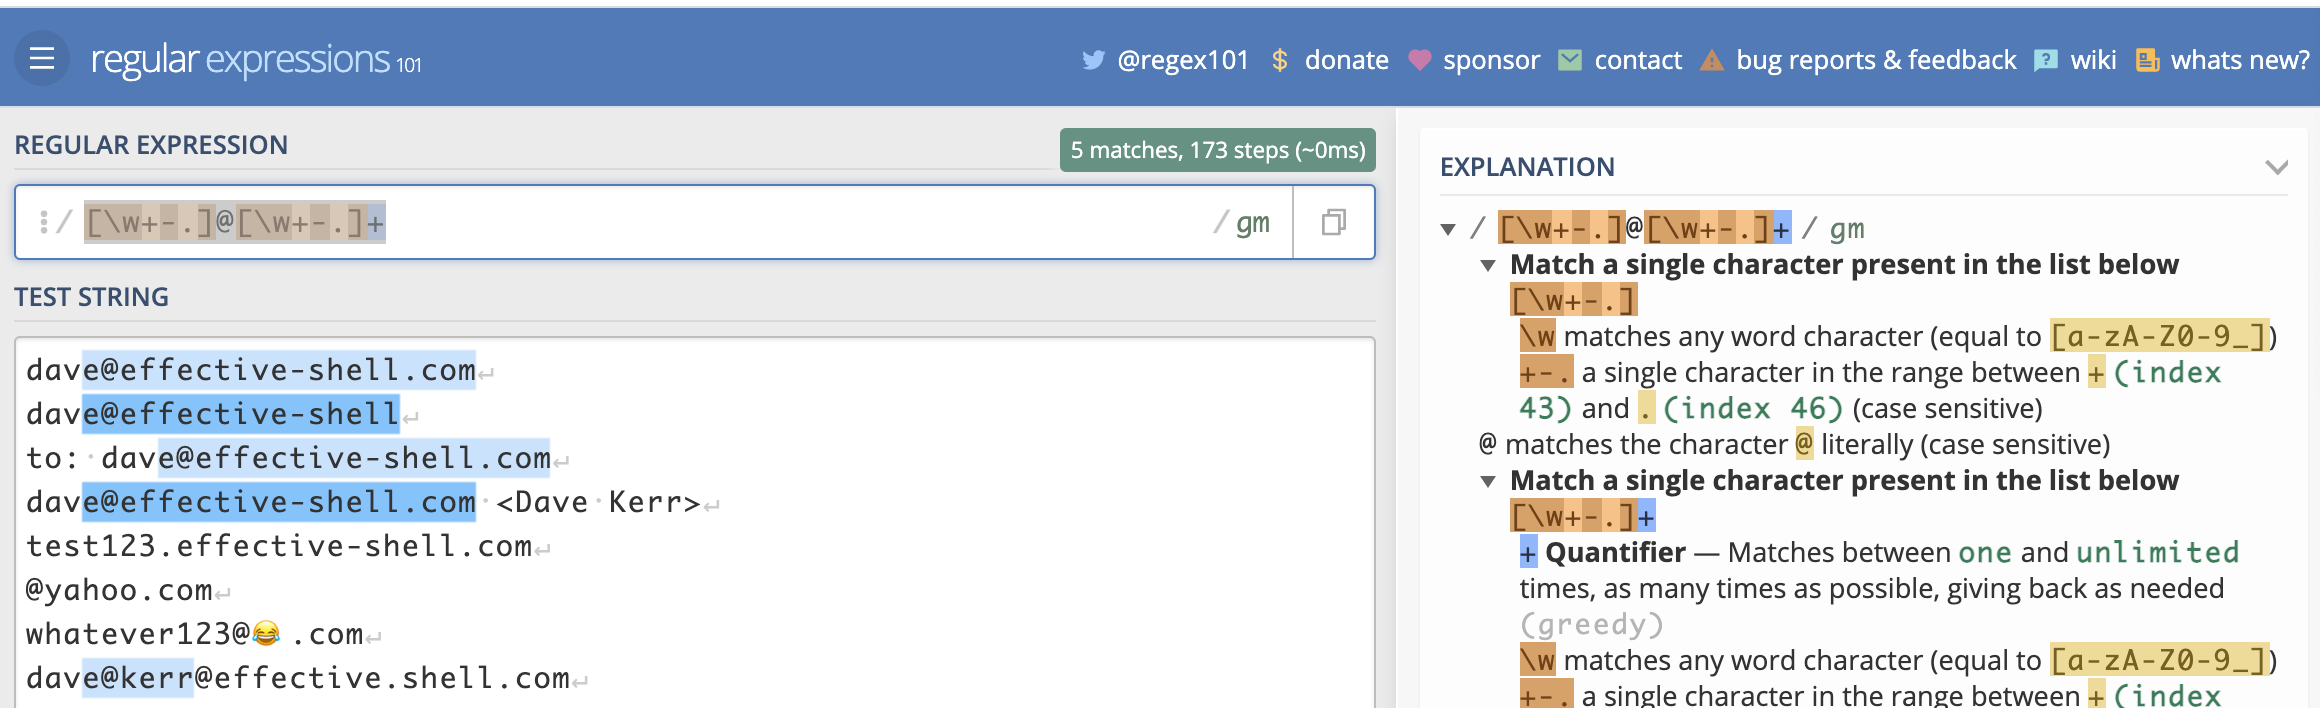 regular expressions 101
@regex101 $ donate sponsor contact bug reports & feedback wiki whats new?
REGULAR EXPRESSION
5 matches, 173 steps (~0ms)
/ [\w+-.]@[\w+-.]+ / gm
TEST STRING
dave@effective-shell.com↵
dave@effective-shell↵
to:·dave@effective-shell.com↵
dave@effective-shell.com·<Dave·Kerr>↵
test123.effective-shell.com↵
@yahoo.com↵
whatever123@😂.com↵
dave@kerr@effective.shell.com↵
EXPLANATION
/ [\w+-.]@[\w+-.]+ / gm
Match a single character present in the list below
[\w+-.]
\w matches any word character (equal to [a-zA-Z0-9_])
+-. a single character in the range between + (index
43) and . (index 46) (case sensitive)
@ matches the character @ literally (case sensitive)
Match a single character present in the list below
[\w+-.]+
+ Quantifier — Matches between one and unlimited
times, as many times as possible, giving back as needed
(greedy)
\w matches any word character (equal to [a-zA-Z0-9_])
+-. a single character in the range between + (index